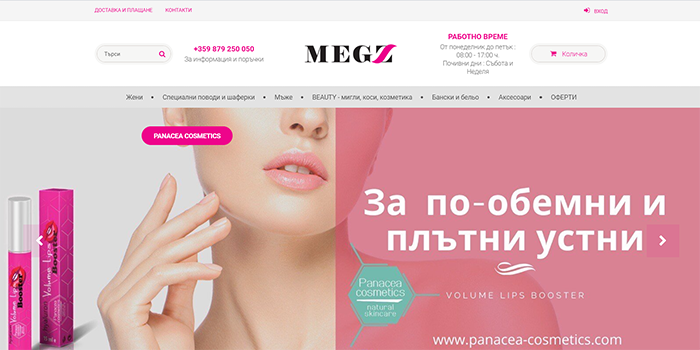 ДОСТАВКА И ПЛАЩАНЕ
КОНТАКТИ
ВХОД
Търси
+359 879 250 050
За информация и поръчки
MEGZ
РАБОТНО ВРЕМЕ
От понеделник до петък :
08:00 - 17:00 ч.
Почивни дни : Събота и
Неделя
Количка
Жени • Специални поводи и шаферки • Мъже • BEAUTY - мигли, коси, козметика • Бански и бельо • Аксесоари • ОФЕРТИ
PANACEA COSMETICS
За по-обемни и
плътни устни
Panacea
cosmetics
natural
skincare
VOLUME LIPS BOOSTER
www.panacea-cosmetics.com
Volume Lips
Booster
Volume Lips
Booster